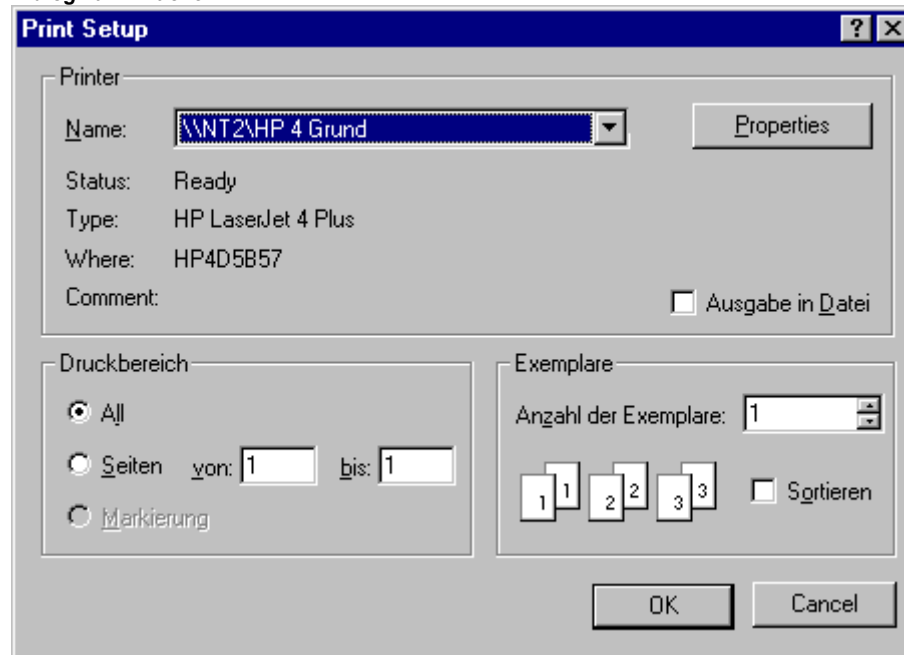 Print Setup
Printer
Name: \\NT2\HP 4 Grund Properties
Status: Ready
Type: HP LaserJet 4 Plus
Where: HP4D5B57
Comment: Ausgabe in Datei
Druckbereich
All
Seiten von: 1 bis: 1
Markierung
Exemplare
Anzahl der Exemplare: 1
1 1 2 2 3 3 Sortieren
OK Cancel